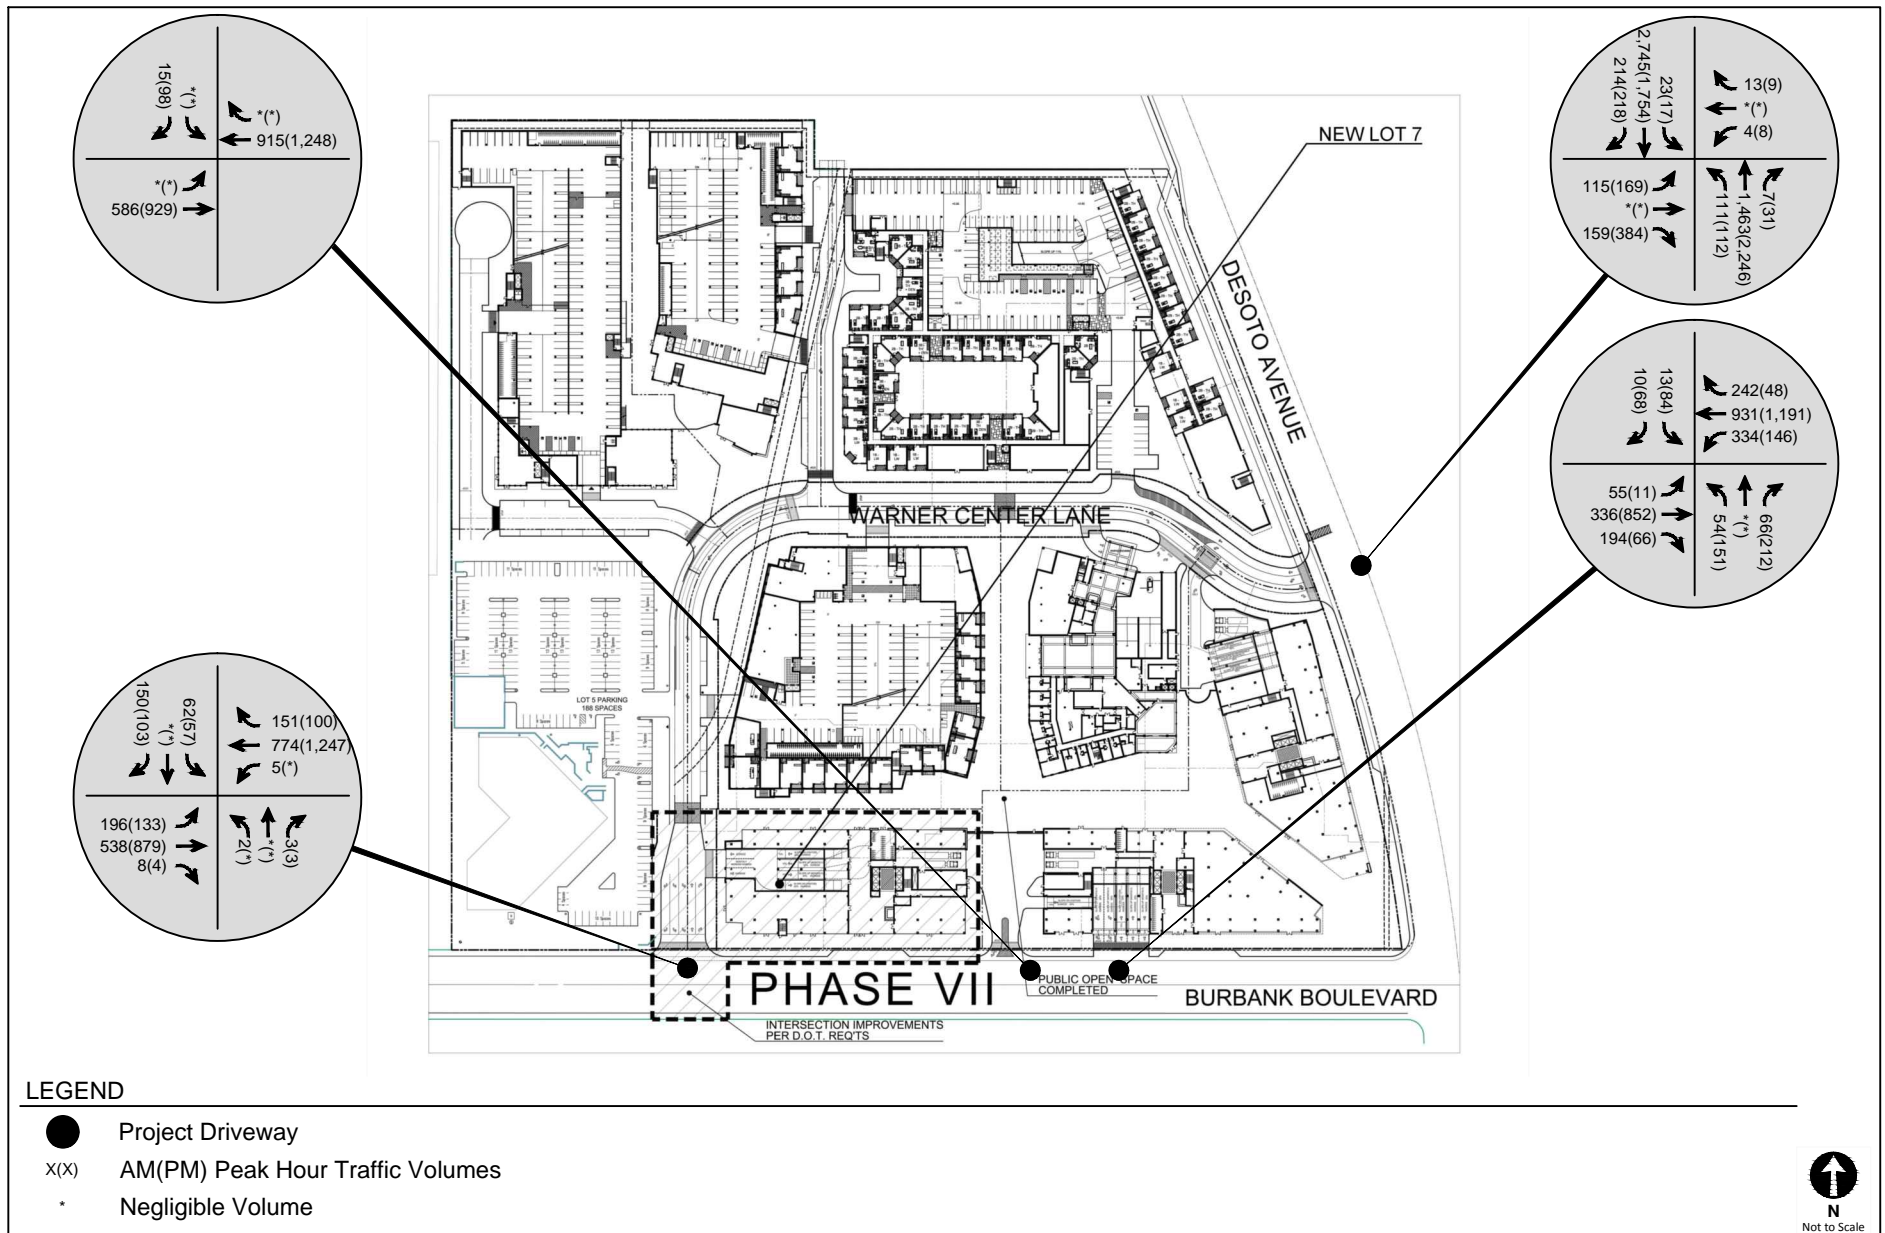 15(98)
*(*)
*(*)
915(1,248)
*(*)
586(929)
214(218)
2,745(1,754)
23(17)
13(9)
*(*)
4(8)
115(169)
*(*)
159(384)
111(112)
1,463(2,246)
7(31)
NEW LOT 7
DESOTO AVENUE
10(68)
13(84)
242(48)
931(1,191)
334(146)
55(11)
336(852)
194(66)
54(151)
*(*)
66(212)
WARNER CENTER LANE
LOT 5 PARKING
188 SPACES
150(103)
*(*)
62(57)
151(100)
774(1,247)
5(*)
196(133)
538(879)
8(4)
2(*)
*(*)
3(3)
PHASE VII
PUBLIC OPEN SPACE
COMPLETED
BURBANK BOULEVARD
INTERSECTION IMPROVEMENTS
PER D.O.T. REQ'TS
LEGEND
Project Driveway
X(X) AM(PM) Peak Hour Traffic Volumes
* Negligible Volume
N
Not to Scale